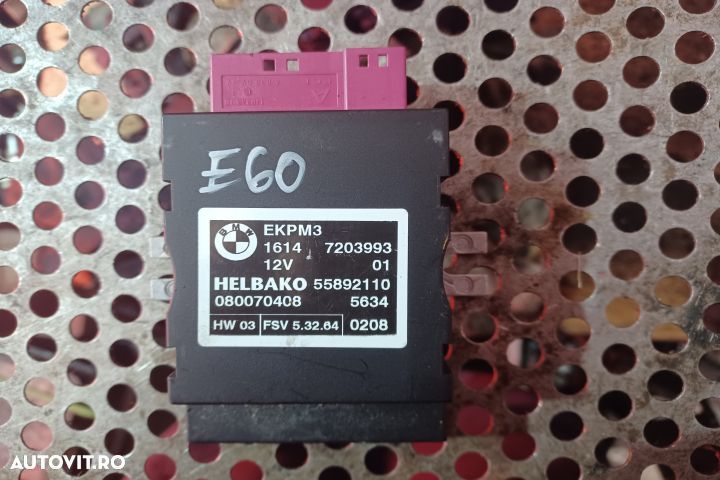 E60
BMW
EKPM3
1614 7203993
12V 01
HELBAKO 55892110
080070408 5634
HW 03 FSV 5.32.64 0208
AUTOVIT.RO